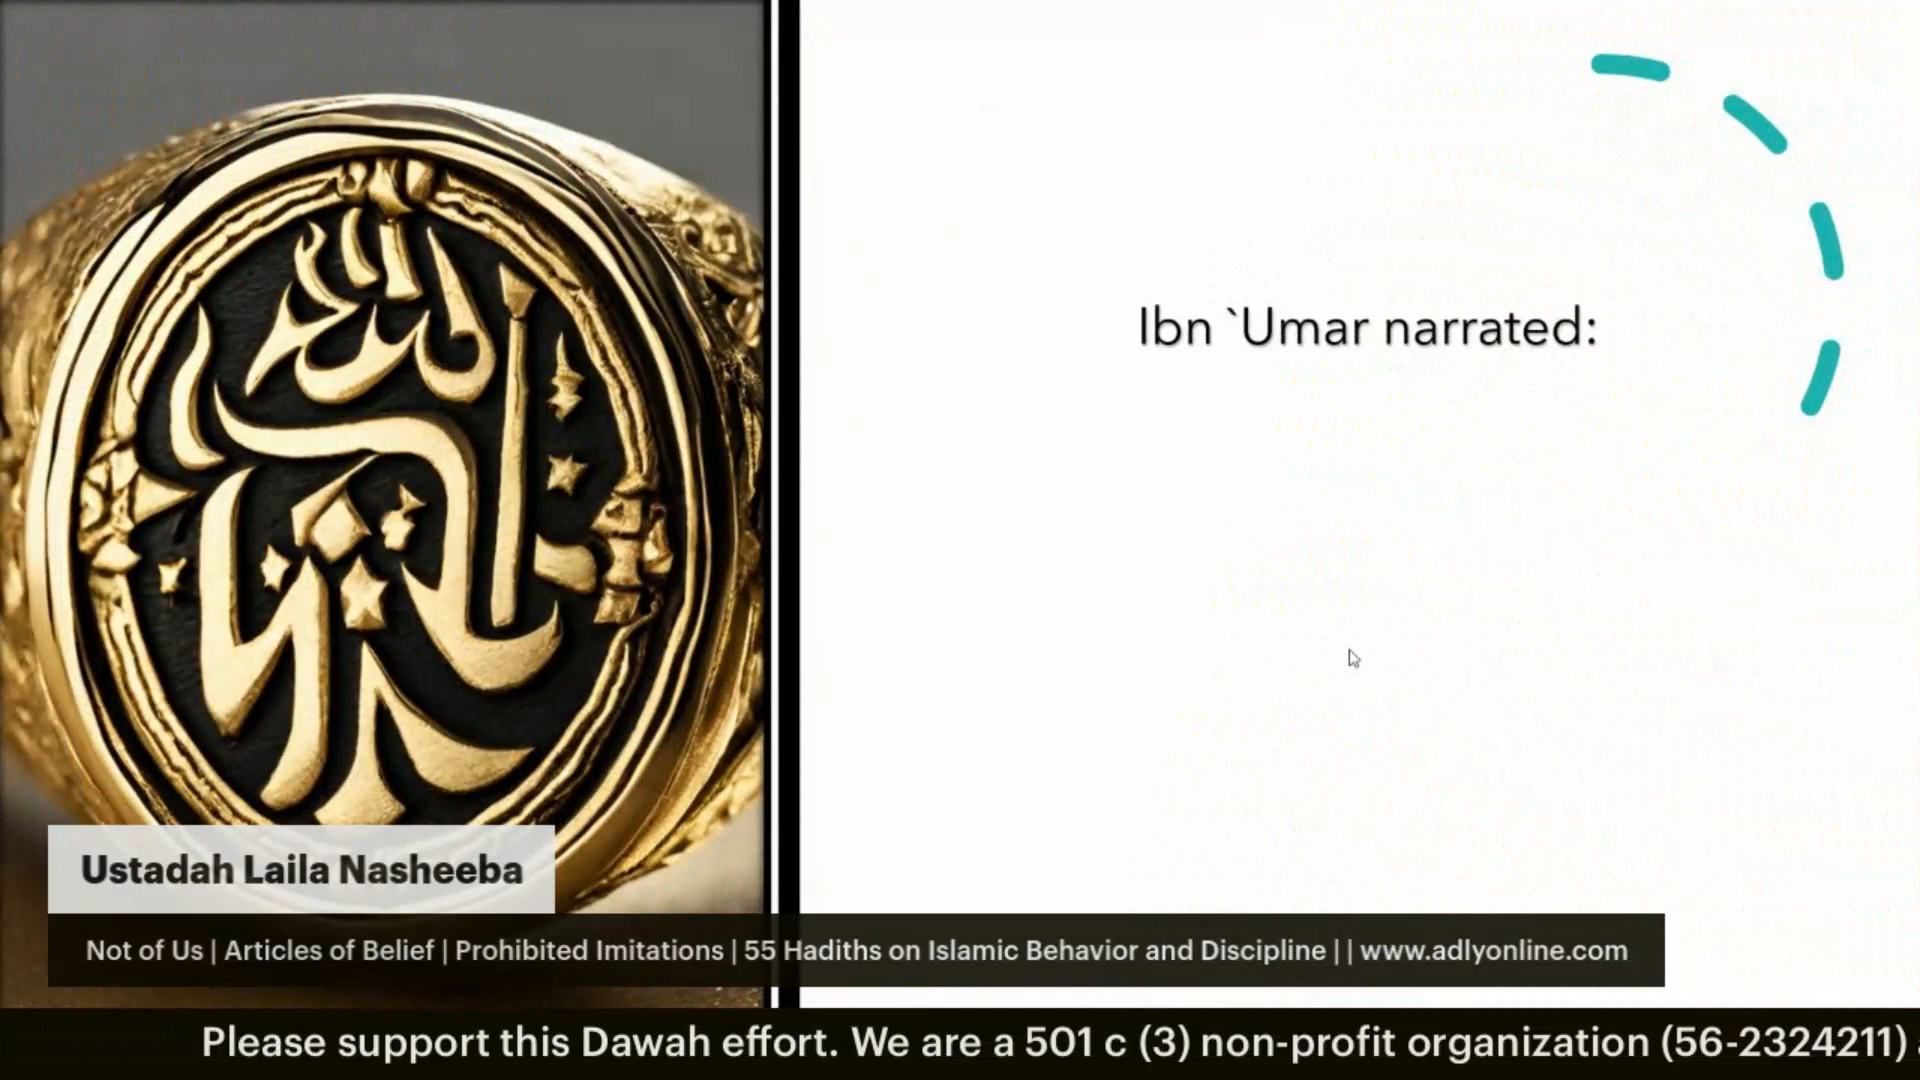 Ibn `Umar narrated:
Ustadah Laila Nasheeba
Not of Us | Articles of Belief | Prohibited Imitations | 55 Hadiths on Islamic Behavior and Discipline | | www.adlyonline.com
Please support this Dawah effort. We are a 501 c (3) non-profit organization (56-2324211)